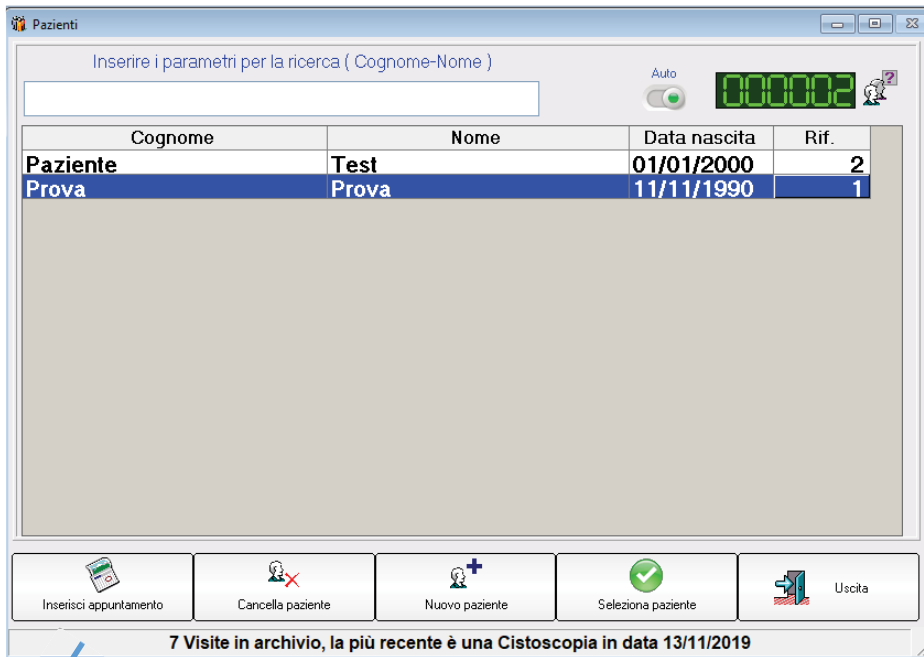 Pazienti
Inserire i parametri per la ricerca ( Cognome-Nome )
Auto
000002
?
Cognome Nome Data nascita Rif.
Paziente Test 01/01/2000 2
Prova Prova 11/11/1990 1
Inserisci appuntamento Cancella paziente Nuovo paziente Seleziona paziente Uscita
7 Visite in archivio, la più recente è una Cistoscopia in data 13/11/2019